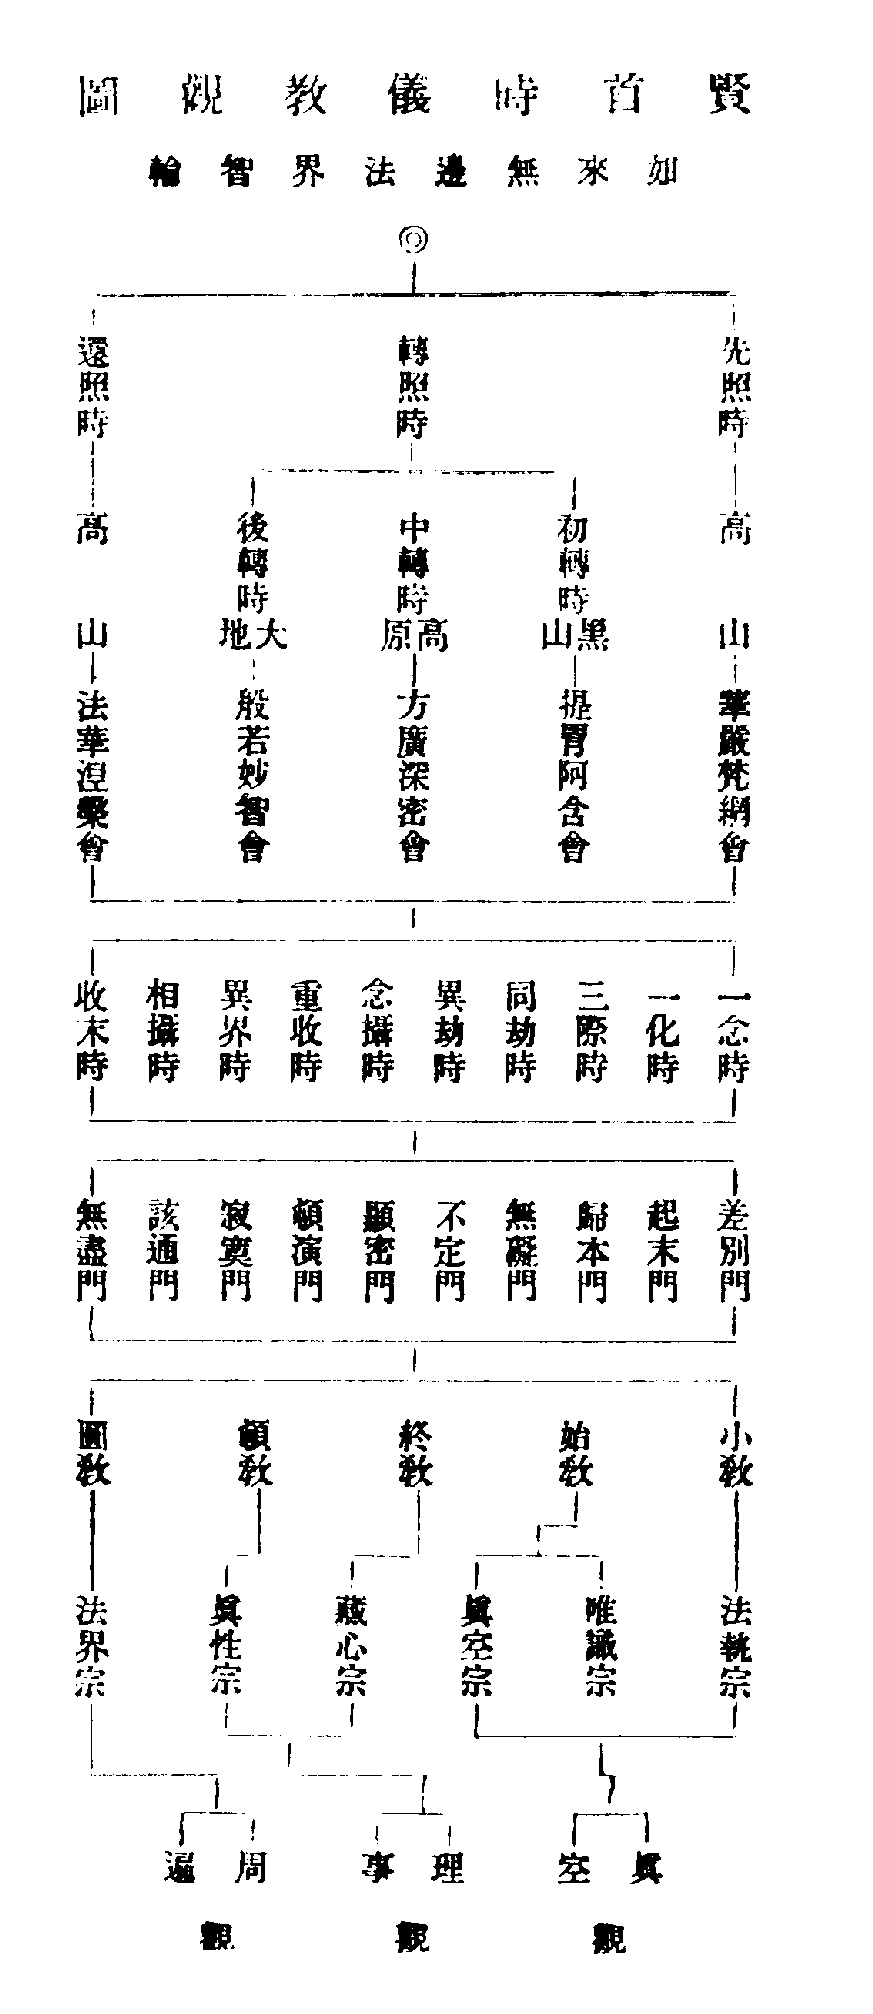 賢首時儀教觀圖
如來無邊法界智輪
先照時
轉照時
還照時
高山
初轉時
黑山
中轉時
高原
後轉時
大地
高山
華嚴梵網會
提胃阿含會
方廣深密會
般若妙智會
法華涅槃會
一念時
一化時
三際時
同劫時
異劫時
念攝時
重收時
異界時
相攝時
收末時
差別門
起末門
歸本門
無礙門
不定門
顯密門
頓演門
寂寞門
該通門
無盡門
小教
始教
終教
頓教
圓教
法執宗
唯識宗
眞空宗
藏心宗
眞性宗
法界宗
眞空觀
理事觀
周遍觀